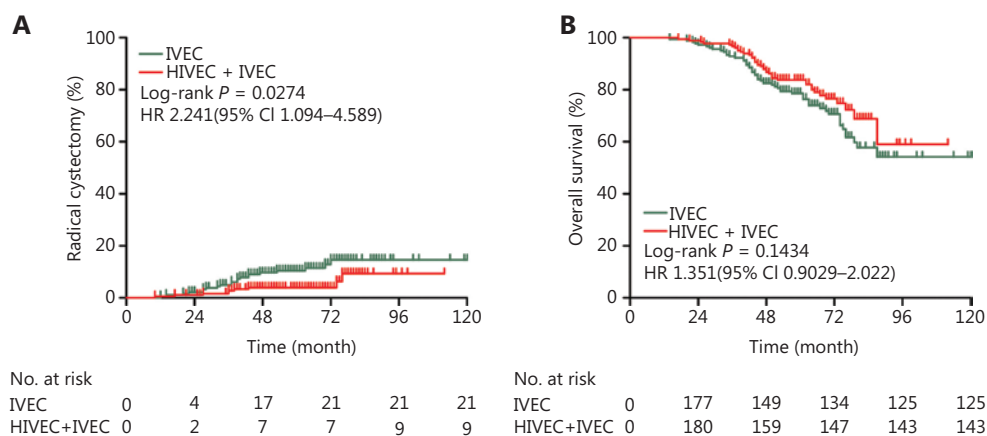 A
Radical cystectomy (%)
100
80
60
40
20
0
IVEC
HIVEC + IVEC
Log-rank P = 0.0274
HR 2.241(95% CI 1.094–4.589)
0 24 48 72 96 120
Time (month)
No. at risk
IVEC 0 4 17 21 21 21
HIVEC+IVEC 0 2 7 7 9 9
B
Overall survival (%)
100
80
60
40
20
0
IVEC
HIVEC + IVEC
Log-rank P = 0.1434
HR 1.351(95% CI 0.9029–2.022)
0 24 48 72 96 120
Time (month)
No. at risk
IVEC 0 177 149 134 125 125
HIVEC+IVEC 0 180 159 147 143 143